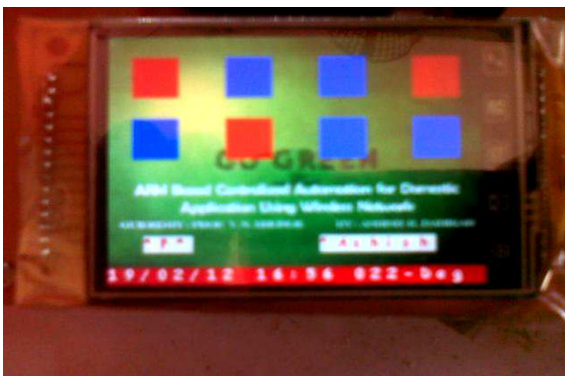 GO GREEN
ARM Based Controlled Automation for Domestic
Application Using Wireless Network
"P" "Ashish"
19/02/12 16:56 022-Deg